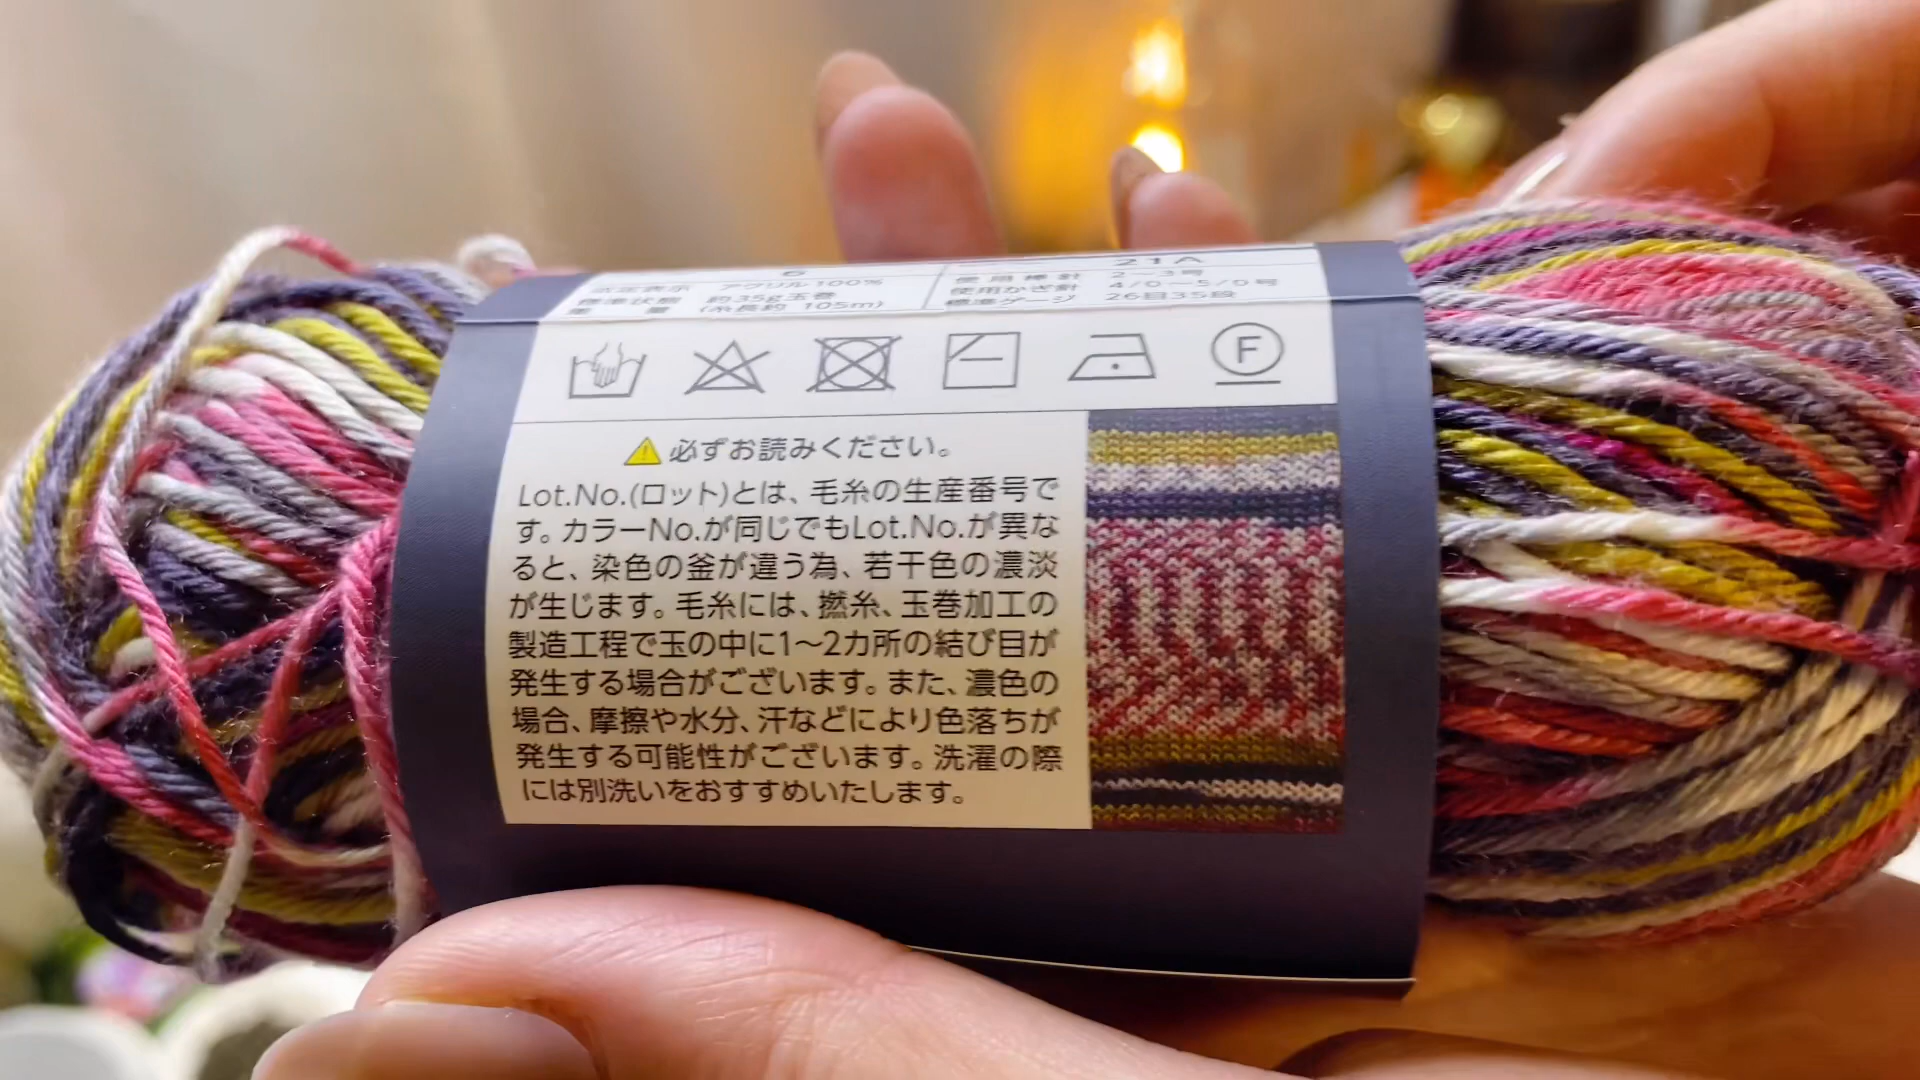 6 21A
品質表示 アクリル100% 使用棒針 2〜3号
標準状態 約35g玉巻 使用かぎ針 4/0〜5/0号
重量 (糸長約 105m) 標準ゲージ 26目35段
F
必ずお読みください。
Lot.No.(ロット)とは、毛糸の生産番号で
す。カラーNo.が同じでもLot.No.が異な
ると、染色の釜が違う為、若干色の濃淡
が生じます。毛糸には、撚糸、玉巻加工の
製造工程で玉の中に1〜2カ所の結び目が
発生する場合がございます。また、濃色の
場合、摩擦や水分、汗などにより色落ちが
発生する可能性がございます。洗濯の際
には別洗いをおすすめいたします。